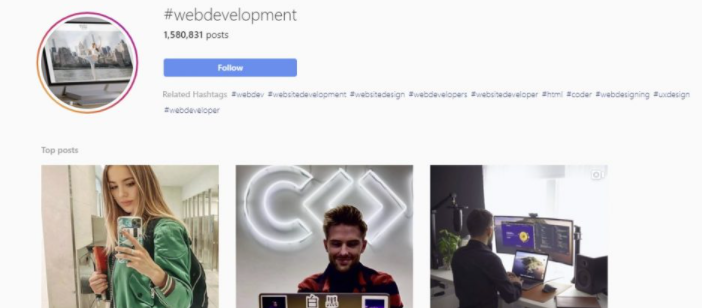 #webdevelopment
1,580,831 posts
Follow
Related Hashtags #webdev #websitedevelopment #websitedesign #webdevelopers #websitedeveloper #html #coder #webdesigning #uxdesign
#webdeveloper
Top posts